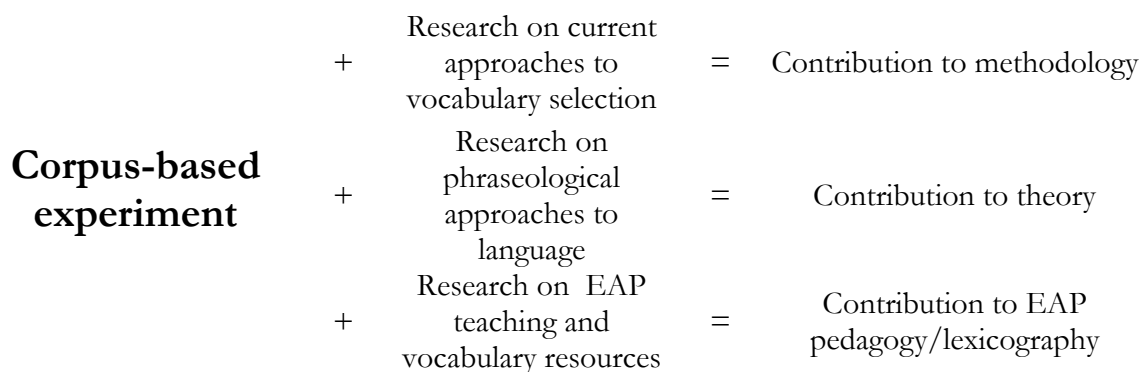 Corpus-based
experiment
+
Research on current
approaches to
vocabulary selection
=
Contribution to methodology
+
Research on
phraseological
approaches to
language
=
Contribution to theory
+
Research on EAP
teaching and
vocabulary resources
=
Contribution to EAP
pedagogy/lexicography